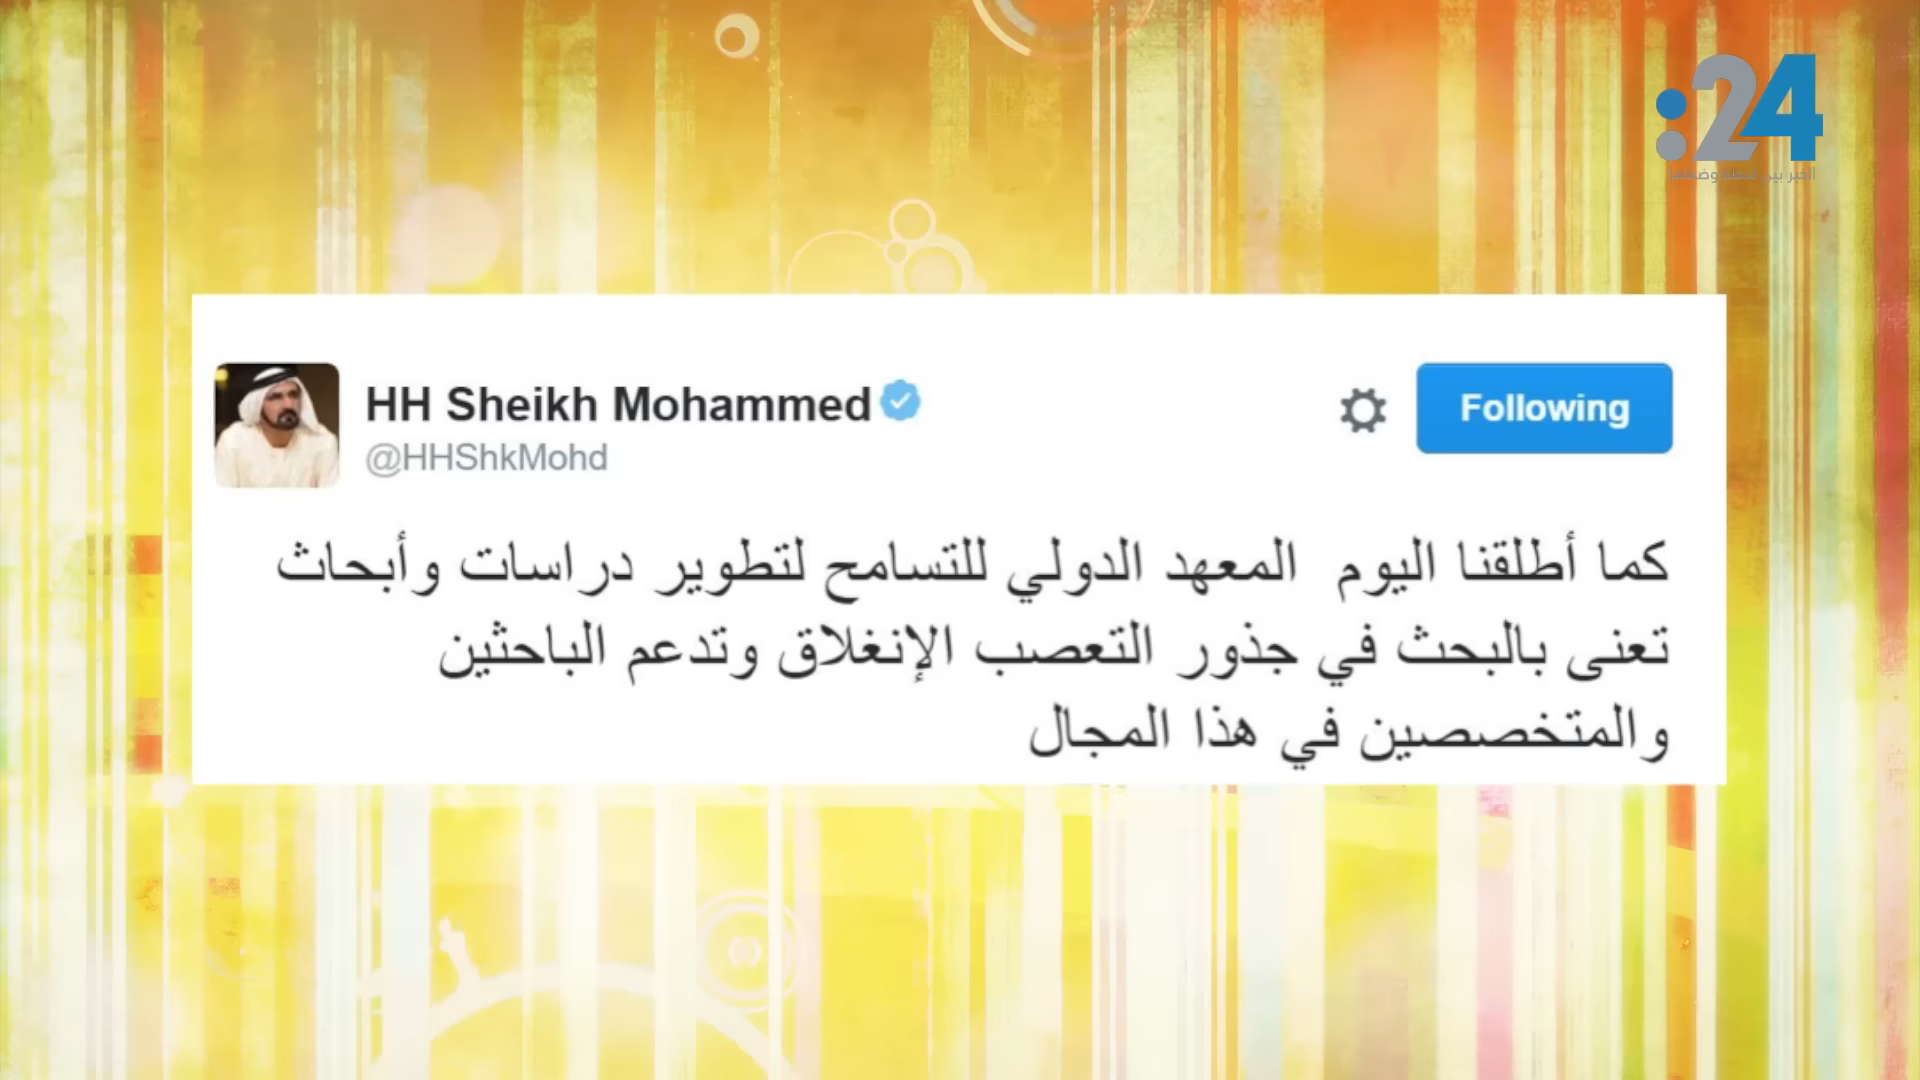 :24
HH Sheikh Mohammed
@HHShkMohd
Following
كما أطلقنا اليوم المعهد الدولي للتسامح لتطوير دراسات وأبحاث
تعنى بالبحث في جذور التعصب الإنغلاق وتدعم الباحثين
والمتخصصين في هذا المجال